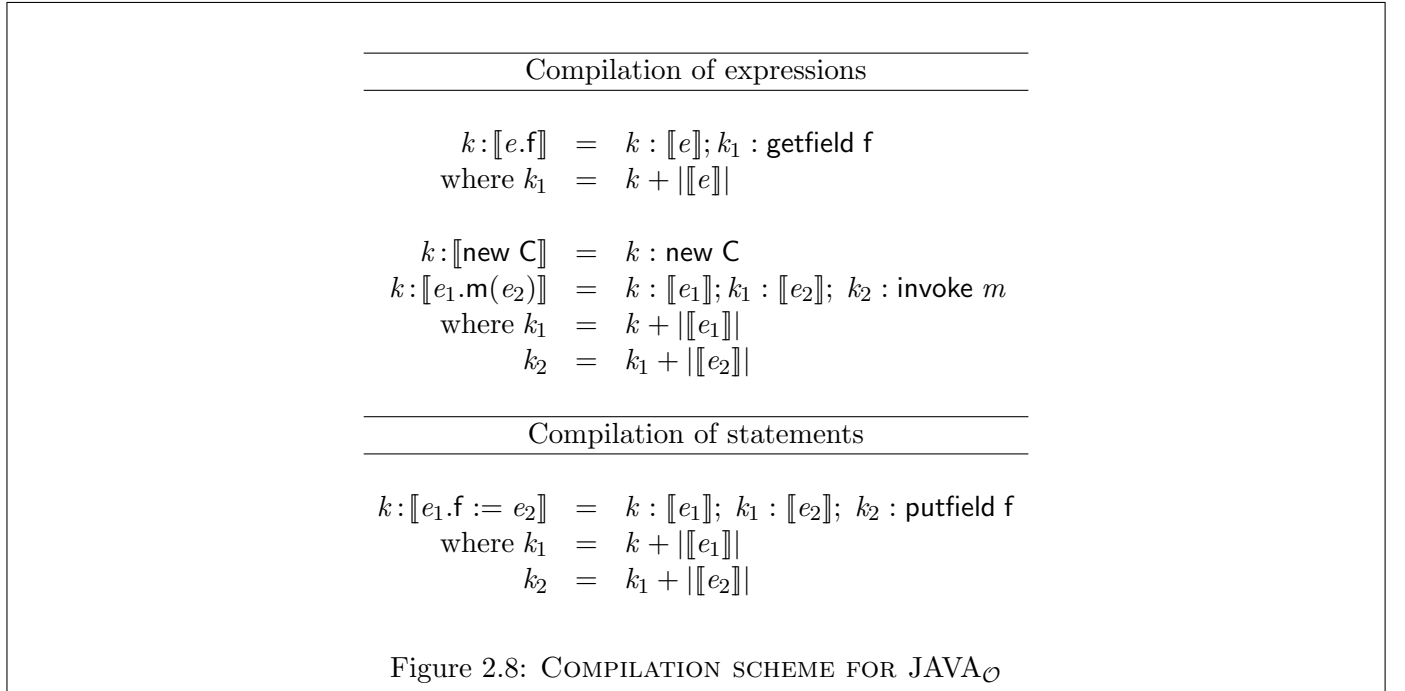 Compilation of expressions
k : ⟦e.f⟧ = k : ⟦e⟧; k₁ : getfield f
where k₁ = k + |⟦e⟧|
k : ⟦new C⟧ = k : new C
k : ⟦e₁.m(e₂)⟧ = k : ⟦e₁⟧; k₁ : ⟦e₂⟧; k₂ : invoke m
where k₁ = k + |⟦e₁⟧|
k₂ = k₁ + |⟦e₂⟧|
Compilation of statements
k : ⟦e₁.f := e₂⟧ = k : ⟦e₁⟧; k₁ : ⟦e₂⟧; k₂ : putfield f
where k₁ = k + |⟦e₁⟧|
k₂ = k₁ + |⟦e₂⟧|
Figure 2.8: COMPILATION SCHEME FOR JAVA𝒪